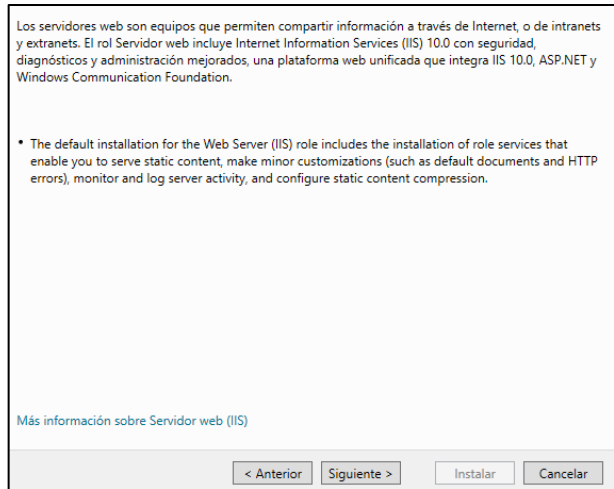 Los servidores web son equipos que permiten compartir información a través de Internet, o de intranets
y extranets. El rol Servidor web incluye Internet Information Services (IIS) 10.0 con seguridad,
diagnósticos y administración mejorados, una plataforma web unificada que integra IIS 10.0, ASP.NET y
Windows Communication Foundation.
• The default installation for the Web Server (IIS) role includes the installation of role services that
enable you to serve static content, make minor customizations (such as default documents and HTTP
errors), monitor and log server activity, and configure static content compression.
Más información sobre Servidor web (IIS)
< Anterior Siguiente > Instalar Cancelar